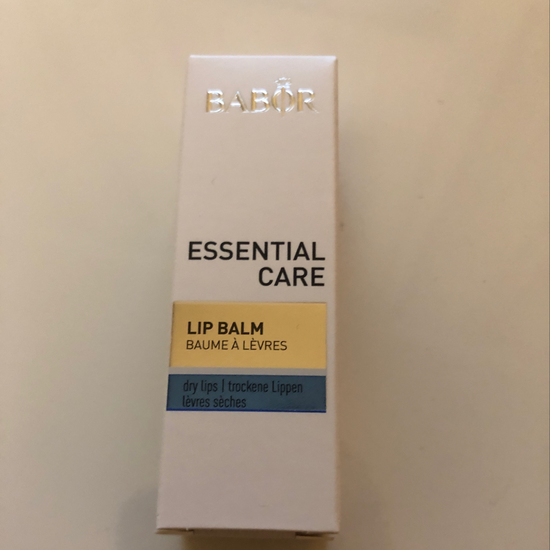 BABOR
ESSENTIAL
CARE
LIP BALM
BAUME À LÈVRES
dry lips | trockene Lippen
lèvres sèches